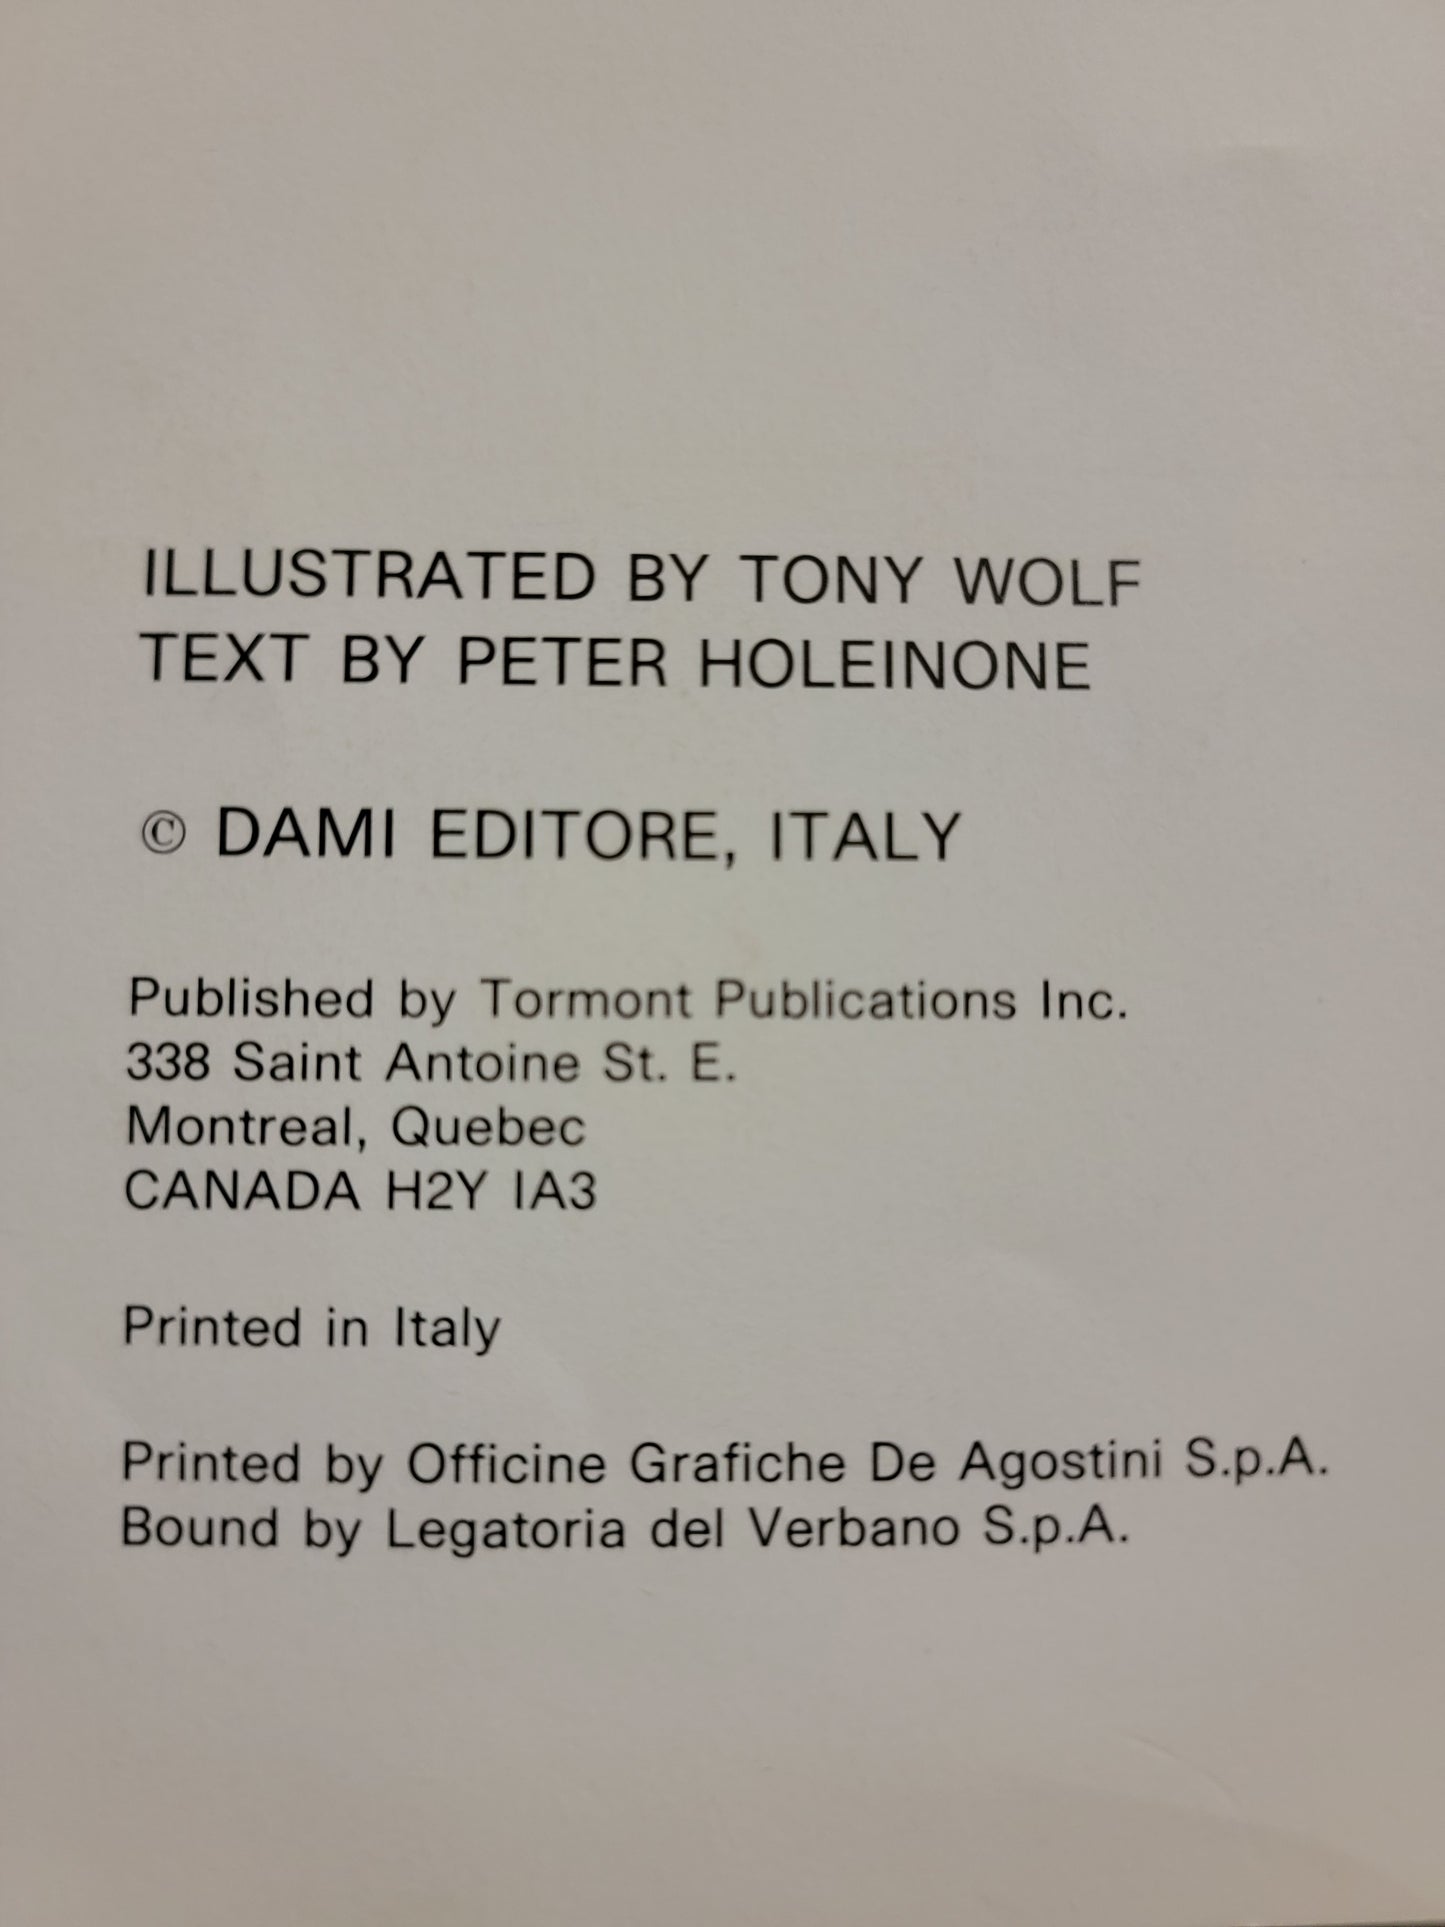 ILLUSTRATED BY TONY WOLF
TEXT BY PETER HOLEINONE
© DAMI EDITORE, ITALY
Published by Tormont Publications Inc.
338 Saint Antoine St. E.
Montreal, Quebec
CANADA H2Y IA3
Printed in Italy
Printed by Officine Grafiche De Agostini S.p.A.
Bound by Legatoria del Verbano S.p.A.